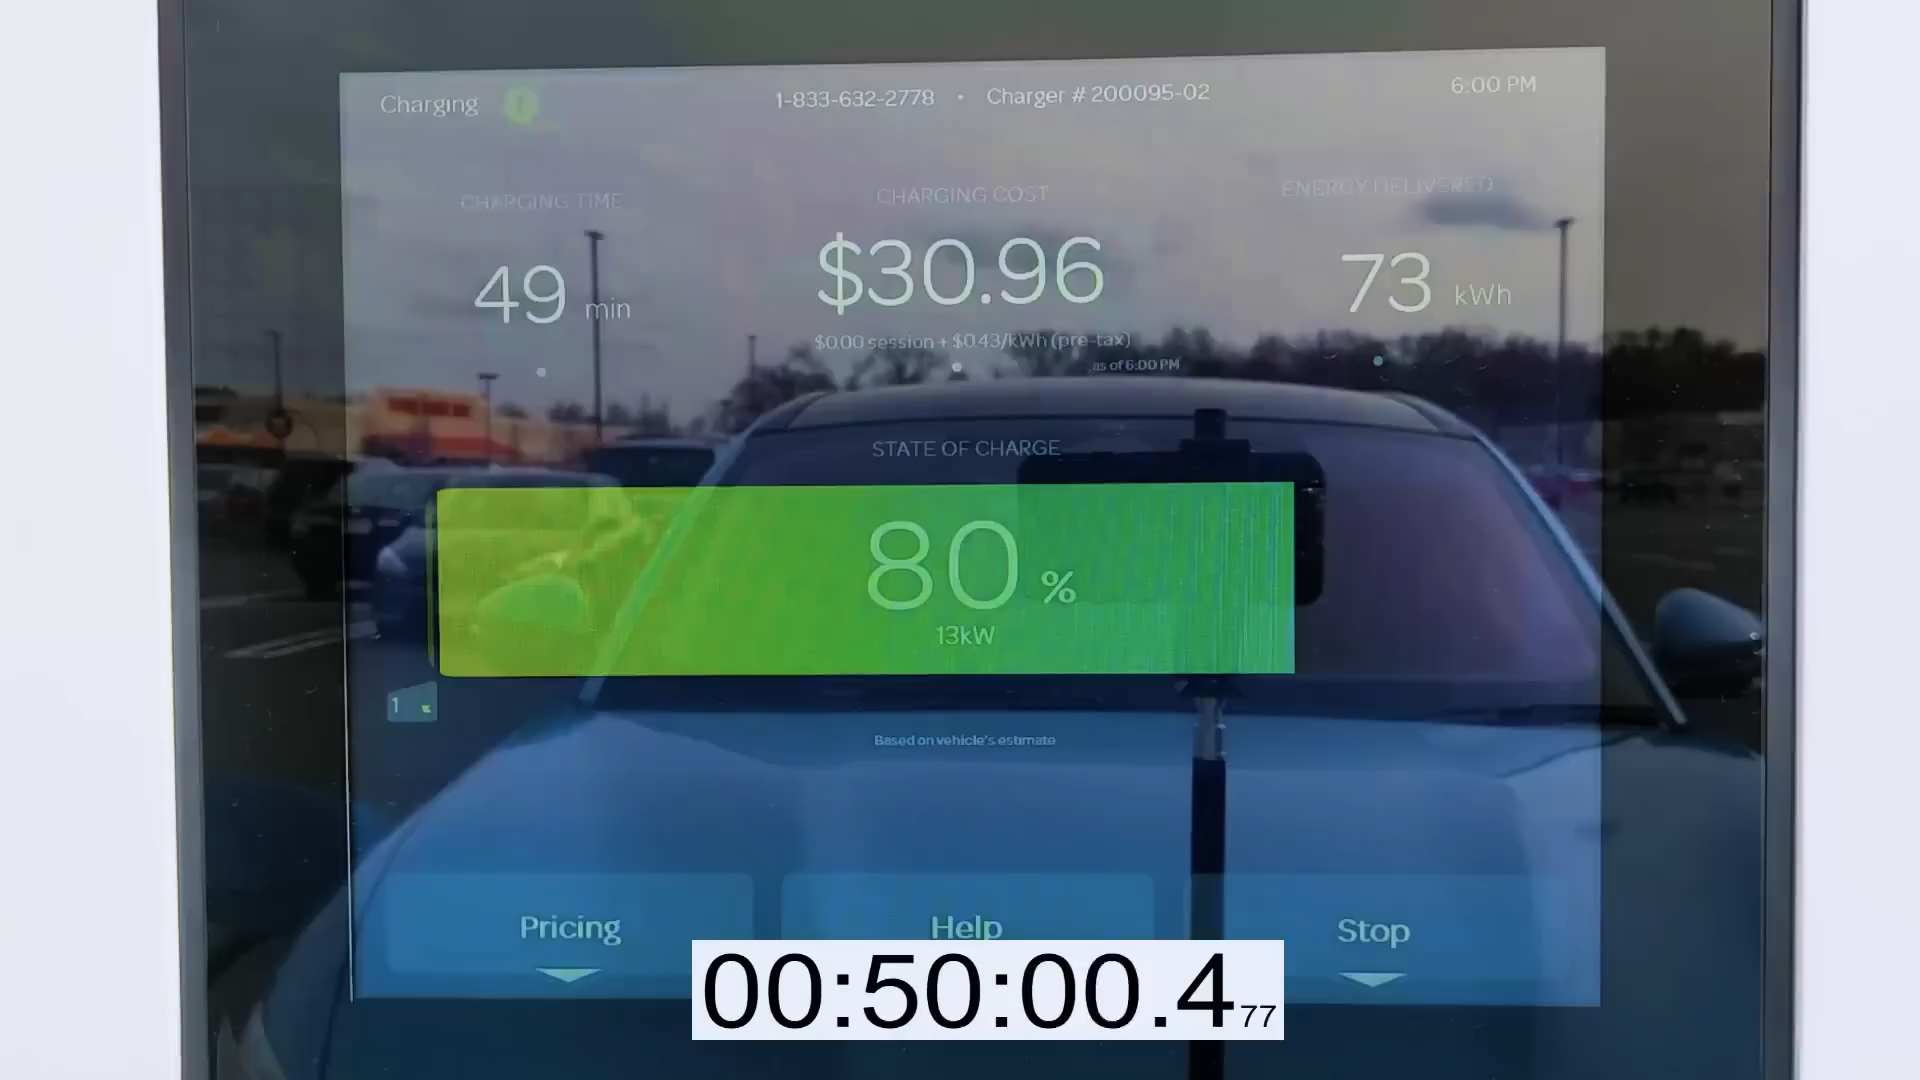 Charging
1-833-632-2778 · Charger # 200095-02
6:00 PM
CHARGING TIME
CHARGING COST
ENERGY DELIVERED
49 min
$30.96
73 kWh
$0.00 session + $0.43/kWh (pre-tax)
as of 6:00 PM
STATE OF CHARGE
80 %
13kW
1
Based on vehicle's estimate
Pricing
Help
Stop
00:50:00.477